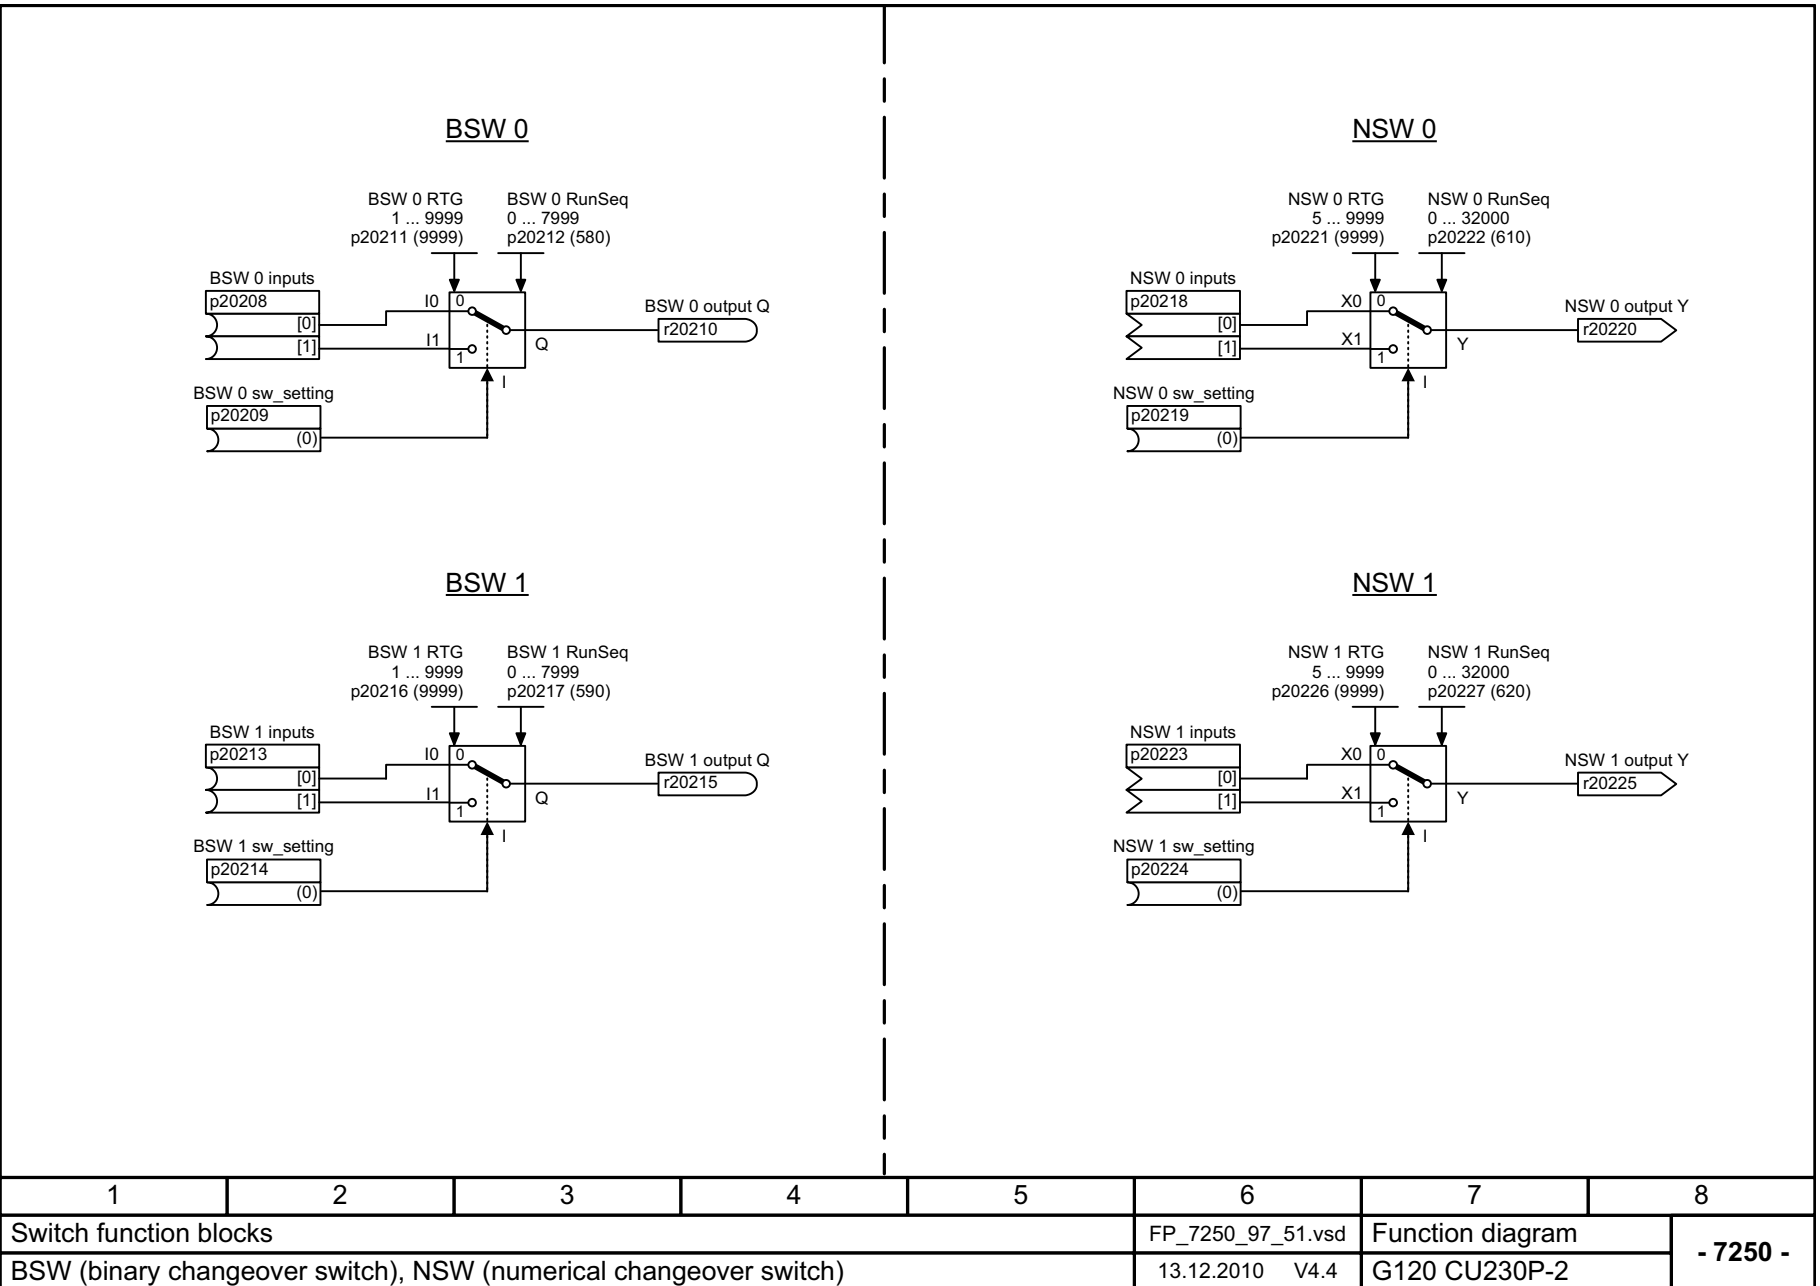 BSW 0
BSW 0 RTG
1 ... 9999
p20211 (9999)
BSW 0 RunSeq
0 ... 7999
p20212 (580)
BSW 0 inputs
p20208
[0]
[1]
I0
I1
0
1
Q
I
BSW 0 output Q
r20210
BSW 0 sw_setting
p20209
(0)
BSW 1
BSW 1 RTG
1 ... 9999
p20216 (9999)
BSW 1 RunSeq
0 ... 7999
p20217 (590)
BSW 1 inputs
p20213
[0]
[1]
I0
I1
0
1
Q
I
BSW 1 output Q
r20215
BSW 1 sw_setting
p20214
(0)
NSW 0
NSW 0 RTG
5 ... 9999
p20221 (9999)
NSW 0 RunSeq
0 ... 32000
p20222 (610)
NSW 0 inputs
p20218
[0]
[1]
X0
X1
0
1
Y
I
NSW 0 output Y
r20220
NSW 0 sw_setting
p20219
(0)
NSW 1
NSW 1 RTG
5 ... 9999
p20226 (9999)
NSW 1 RunSeq
0 ... 32000
p20227 (620)
NSW 1 inputs
p20223
[0]
[1]
X0
X1
0
1
Y
I
NSW 1 output Y
r20225
NSW 1 sw_setting
p20224
(0)
1 2 3 4 5 6 7 8
Switch function blocks
FP_7250_97_51.vsd
Function diagram
- 7250 -
BSW (binary changeover switch), NSW (numerical changeover switch)
13.12.2010 V4.4
G120 CU230P-2